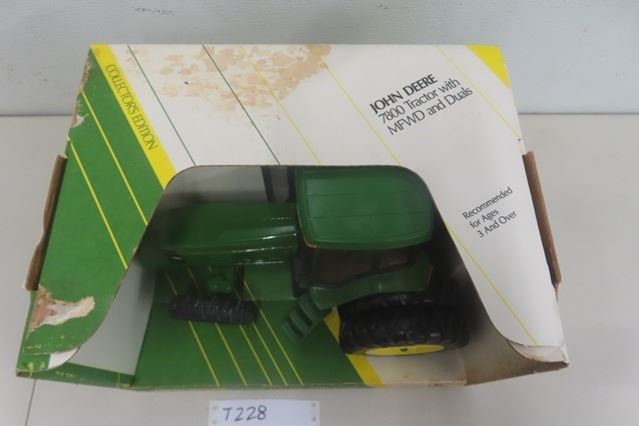 COLLECTOR'S EDITION
JOHN DEERE
7800 Tractor with
MFWD and Duals
Recommended
for Ages
3 And Over
T228